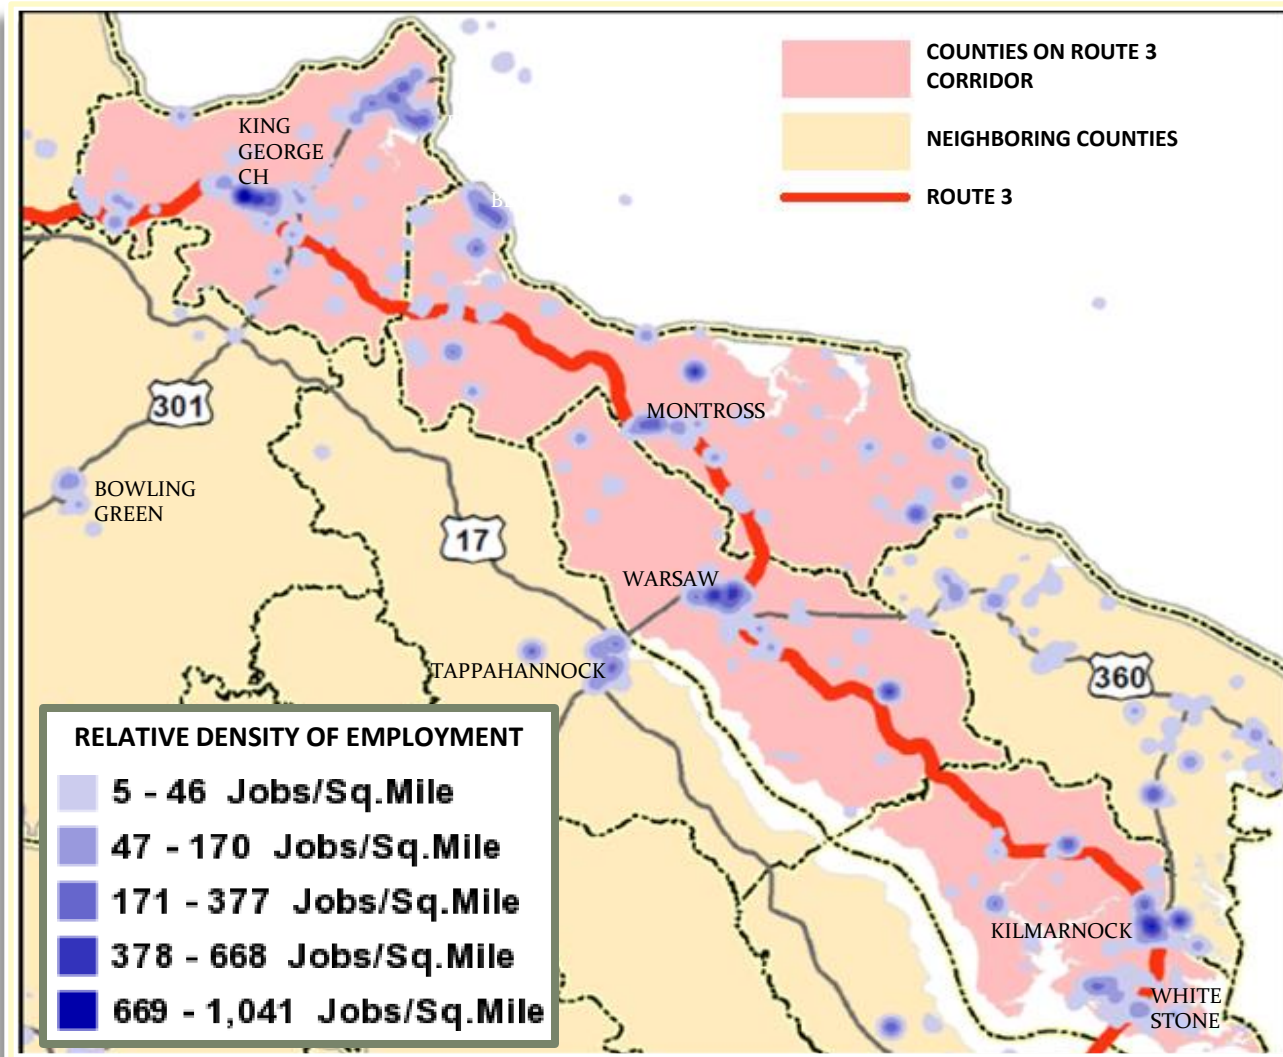 COUNTIES ON ROUTE 3
CORRIDOR
NEIGHBORING COUNTIES
ROUTE 3
KING
GEORGE
CH
301
MONTROSS
BOWLING
GREEN
17
WARSAW
TAPPAHANNOCK
360
KILMARNOCK
WHITE
STONE
RELATIVE DENSITY OF EMPLOYMENT
5 - 46 Jobs/Sq.Mile
47 - 170 Jobs/Sq.Mile
171 - 377 Jobs/Sq.Mile
378 - 668 Jobs/Sq.Mile
669 - 1,041 Jobs/Sq.Mile